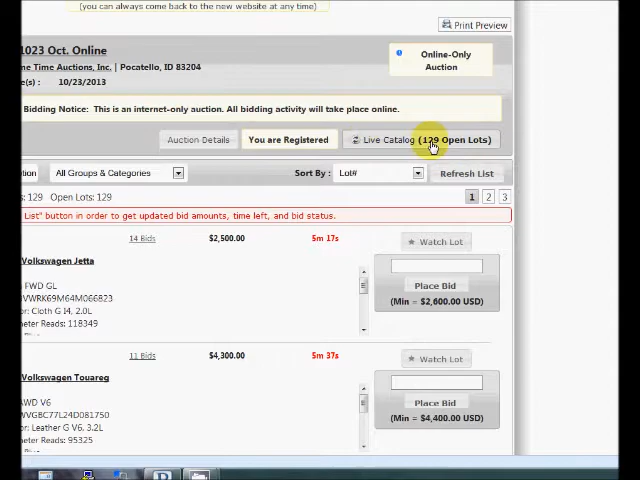 (you can always come back to the new website at any time)
Print Preview
1023 Oct. Online
Online-Only
Auction
ne Time Auctions, Inc. | Pocatello, ID 83204
e(s): | 10/23/2013
Bidding Notice: This is an internet-only auction. All bidding activity will take place online.
Auction Details
You are Registered
Live Catalog (129 Open Lots)
tion
All Groups & Categories
Sort By:
Lot#
Refresh List
s: 129 Open Lots: 129
1 2 3
List" button in order to get updated bid amounts, time left, and bid status.
14 Bids $2,500.00 5m 17s
Watch Lot
Volkswagen Jetta
Place Bid
(Min = $2,600.00 USD)
FWD GL
VWRK69M64M066823
or: Cloth G I4, 2.0L
meter Reads: 118349
11 Bids $4,300.00 5m 37s
Watch Lot
Volkswagen Touareg
Place Bid
(Min = $4,400.00 USD)
AWD V6
WVGBC77L24D081750
or: Leather G V6, 3.2L
meter Reads: 95325